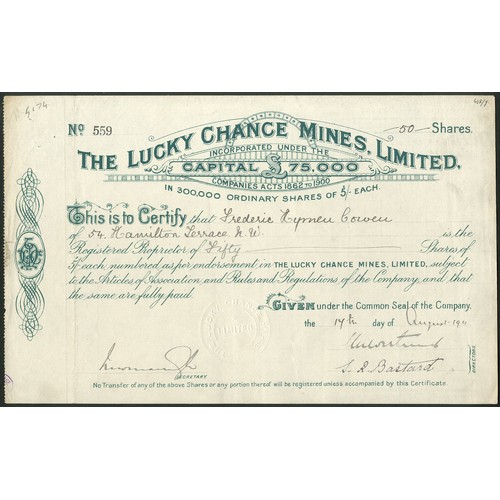 Nº 559
50 Shares.
THE LUCKY CHANCE MINES, LIMITED.
INCORPORATED UNDER THE
CAPITAL £75,000
COMPANIES ACTS 1862 TO 1900
IN 300,000 ORDINARY SHARES OF 5/- EACH.
This is to Certify that Frederic Hymen Cowen
of 54, Hamilton Terrace N.W. is the
Registered Proprietor of Fifty Shares of
5/- each, numbered as per endorsement in THE LUCKY CHANCE MINES, LIMITED, subject
to the Articles of Association, and Rules and Regulations of the Company, and that
the same are fully paid
GIVEN under the Common Seal of the Company.
the 17th day of August 1911
S. R. Bastard
DIRECTORS.
SECRETARY
No Transfer of any of the above Shares or any portion thereof will be registered unless accompanied by this Certificate.